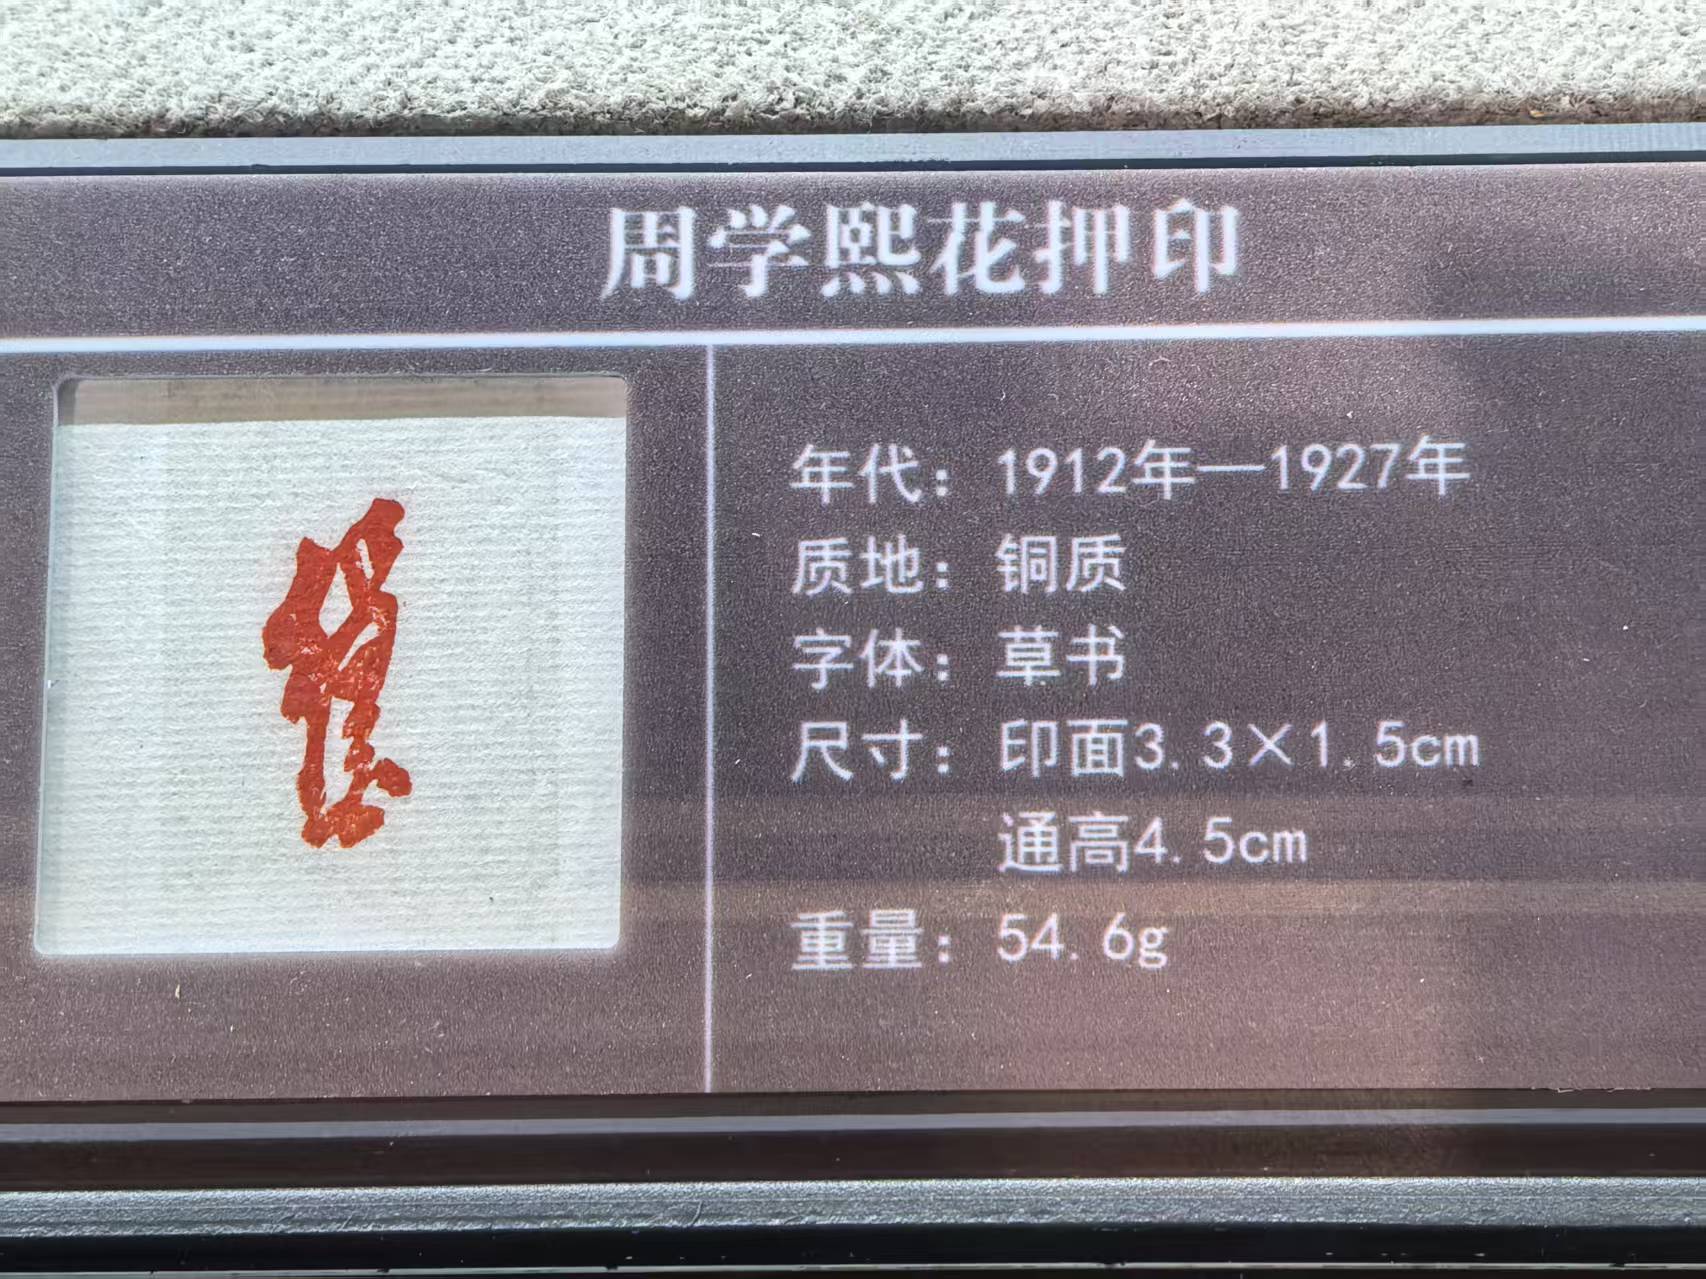 周学熙花押印
年代：1912年—1927年
质地：铜质
字体：草书
尺寸：印面3.3×1.5cm
通高4.5cm
重量：54.6g